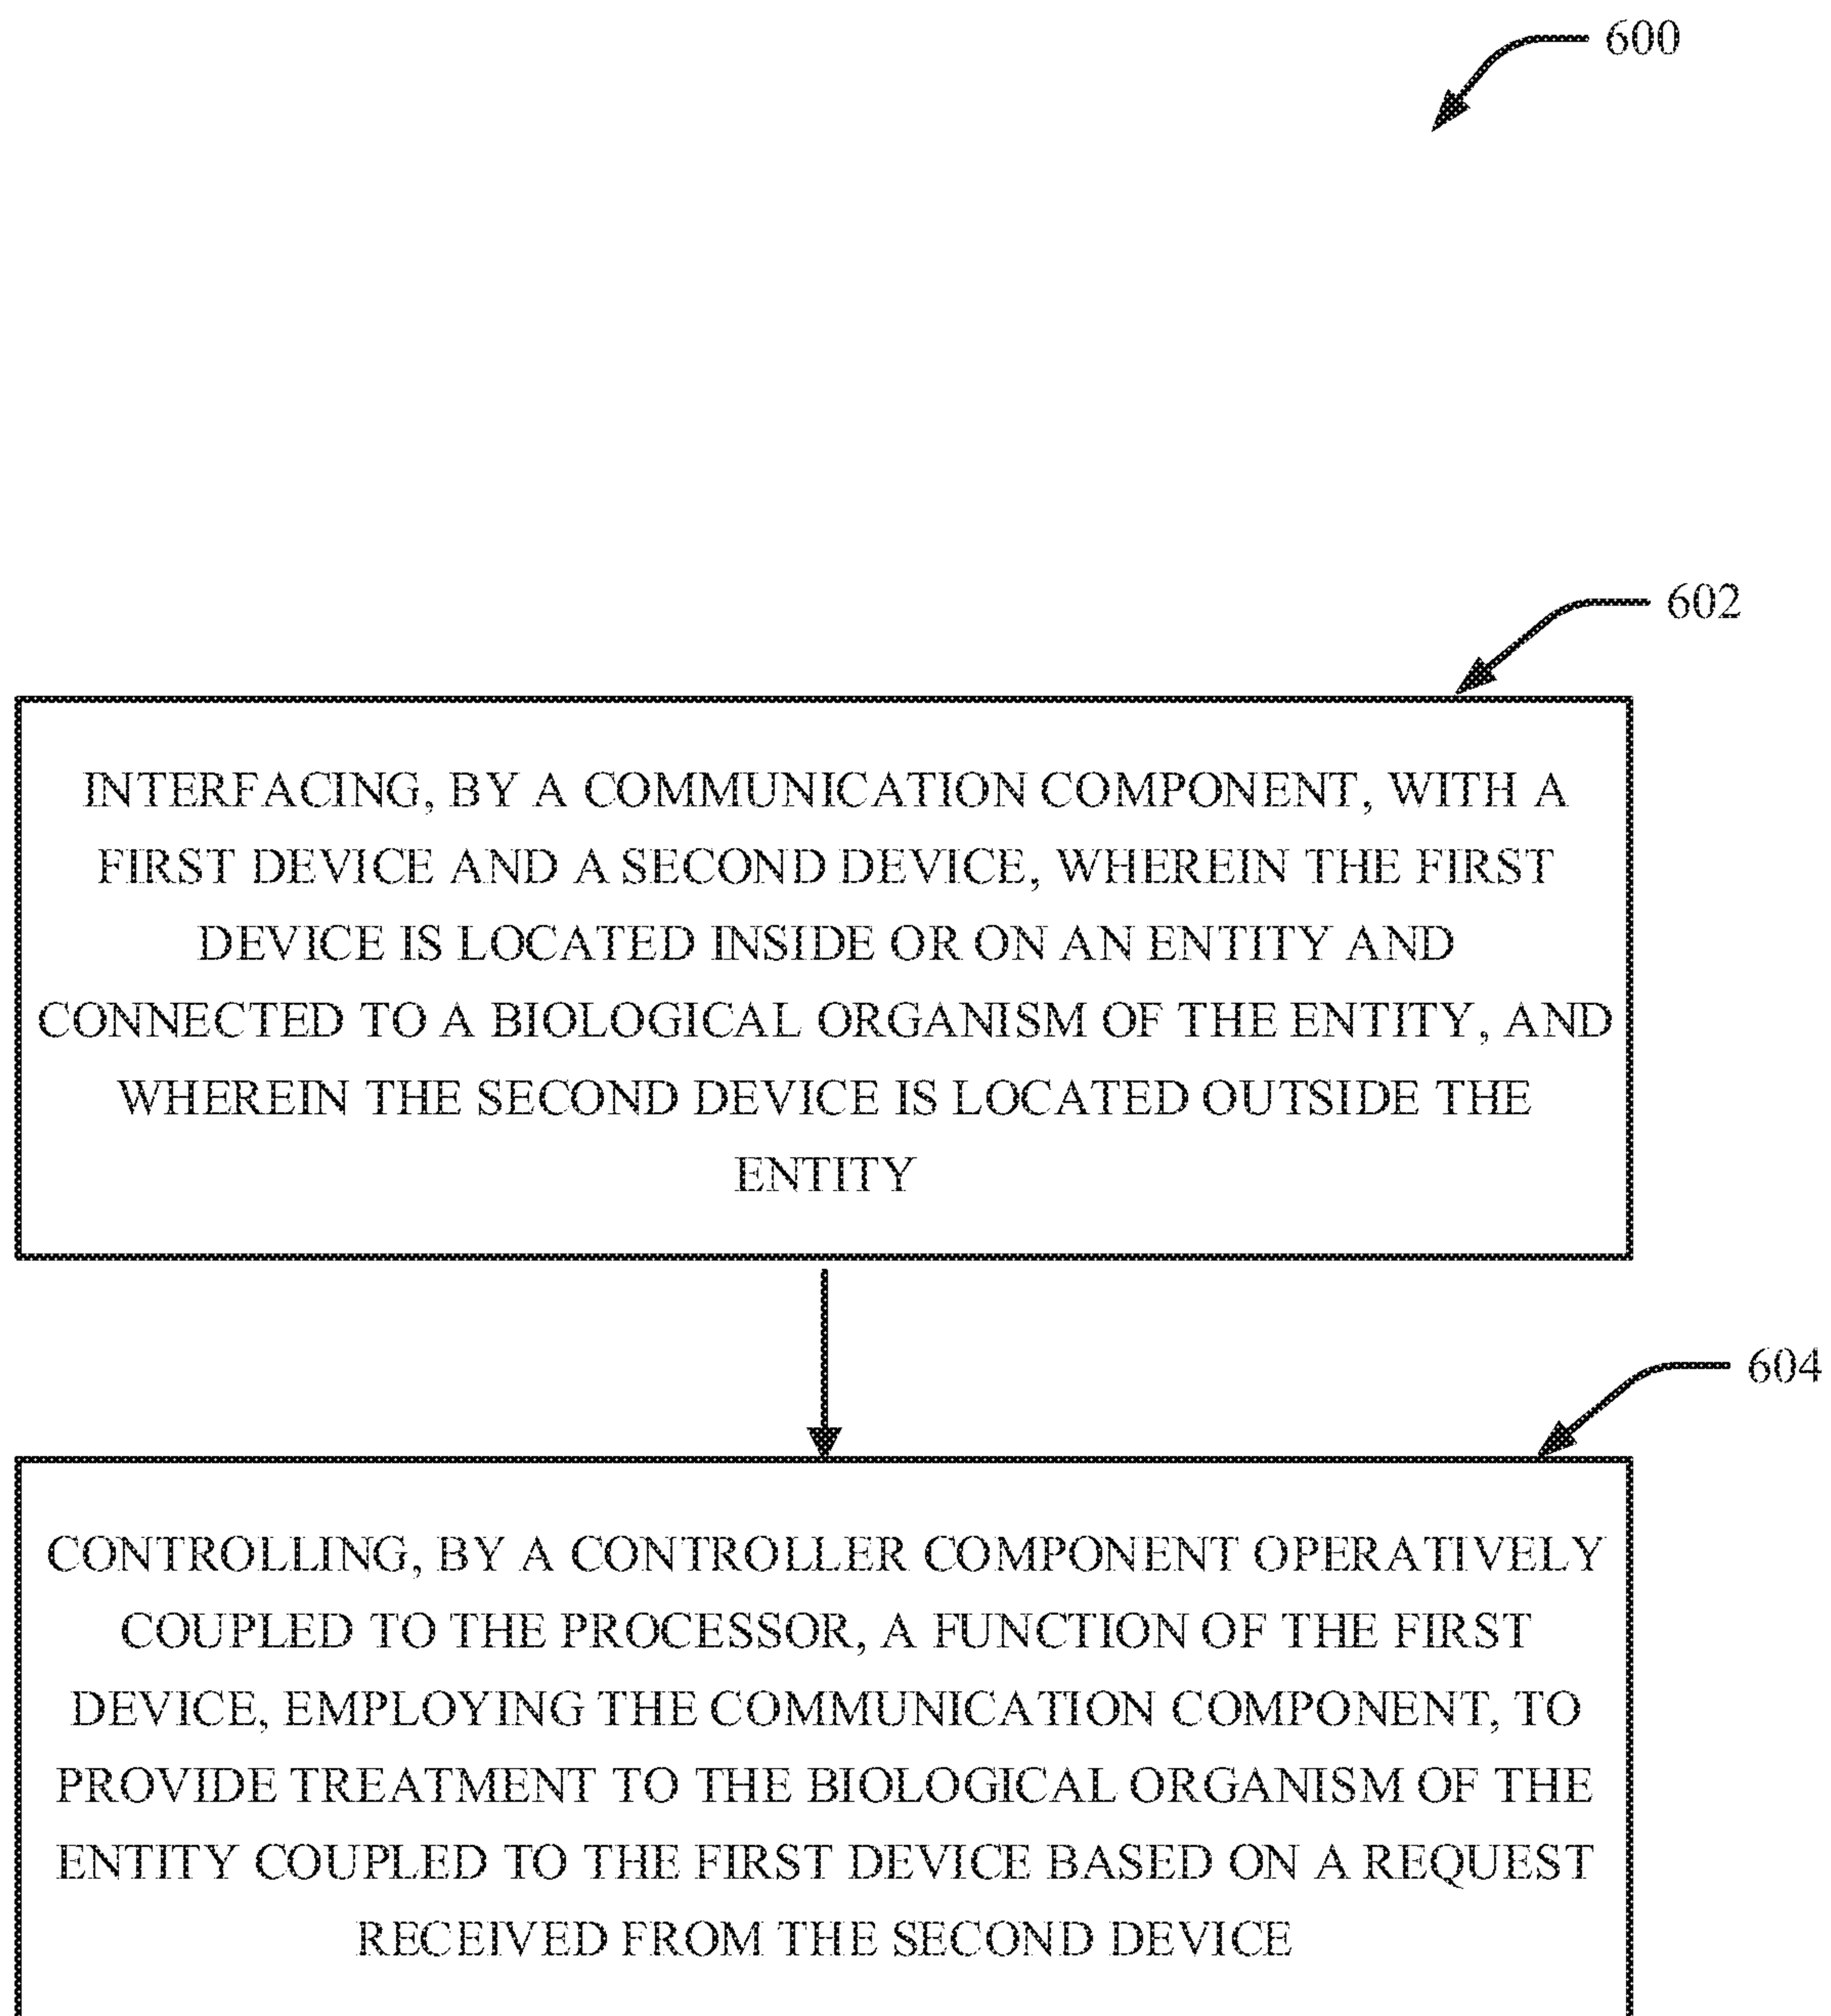 600
602
INTERFACING, BY A COMMUNICATION COMPONENT, WITH A
FIRST DEVICE AND A SECOND DEVICE, WHEREIN THE FIRST
DEVICE IS LOCATED INSIDE OR ON AN ENTITY AND
CONNECTED TO A BIOLOGICAL ORGANISM OF THE ENTITY, AND
WHEREIN THE SECOND DEVICE IS LOCATED OUTSIDE THE
ENTITY
604
CONTROLLING, BY A CONTROLLER COMPONENT OPERATIVELY
COUPLED TO THE PROCESSOR, A FUNCTION OF THE FIRST
DEVICE, EMPLOYING THE COMMUNICATION COMPONENT, TO
PROVIDE TREATMENT TO THE BIOLOGICAL ORGANISM OF THE
ENTITY COUPLED TO THE FIRST DEVICE BASED ON A REQUEST
RECEIVED FROM THE SECOND DEVICE